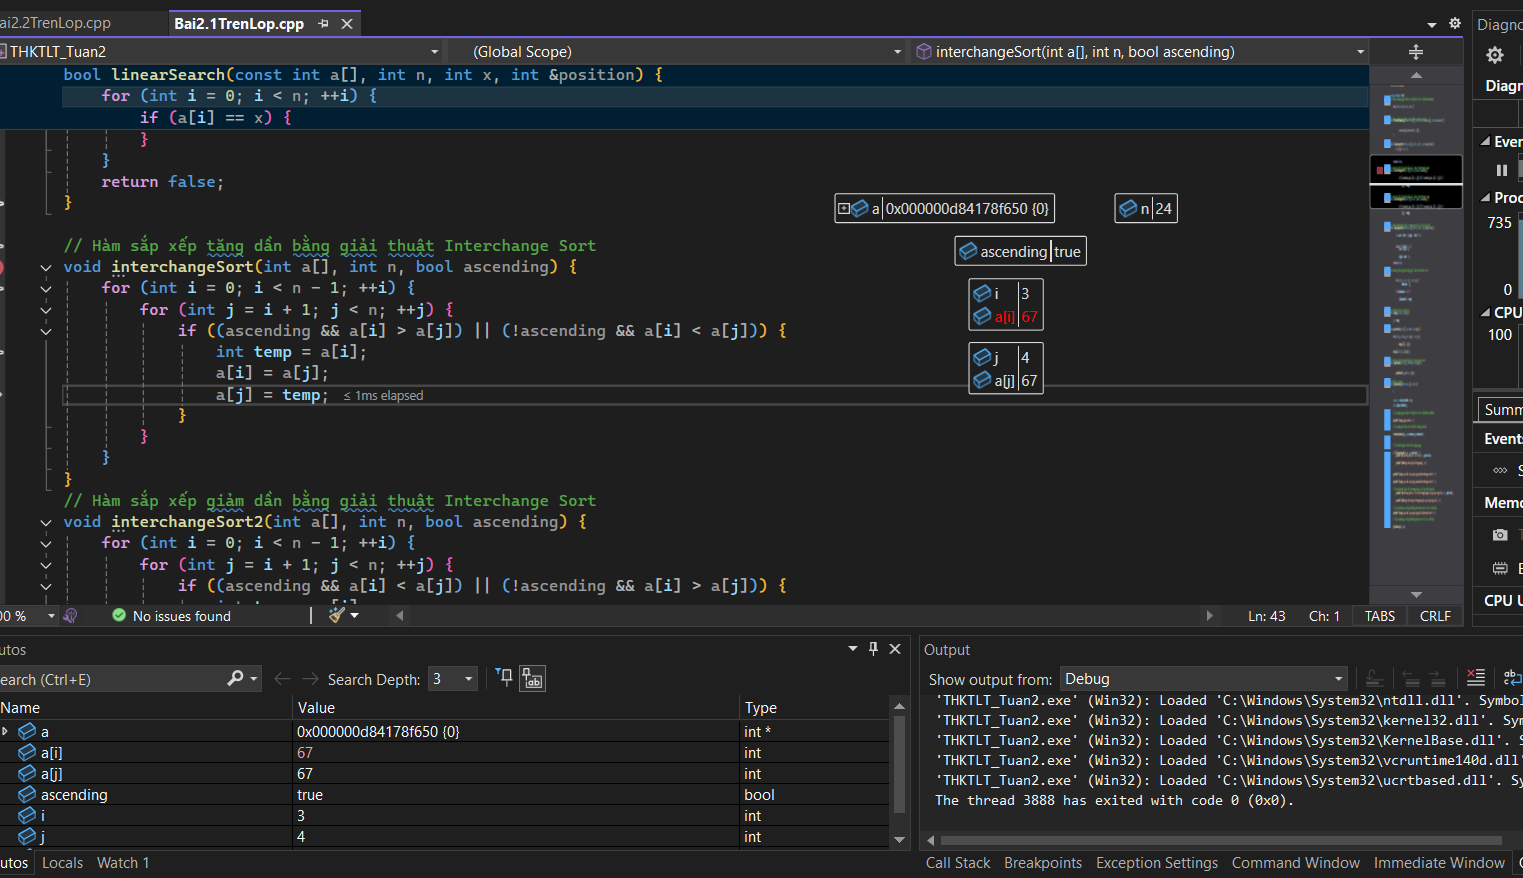 ai2.2TrenLop.cpp
Bai2.1TrenLop.cpp
THKTLT_Tuan2
(Global Scope)
interchangeSort(int a[], int n, bool ascending)
bool linearSearch(const int a[], int n, int x, int &position) {
for (int i = 0; i < n; ++i) {
if (a[i] == x) {
}
}
return false;
}
// Hàm sắp xếp tăng dần bằng giải thuật Interchange Sort
void interchangeSort(int a[], int n, bool ascending) {
for (int i = 0; i < n - 1; ++i) {
for (int j = i + 1; j < n; ++j) {
if ((ascending && a[i] > a[j]) || (!ascending && a[i] < a[j])) {
int temp = a[i];
a[i] = a[j];
a[j] = temp; ≤ 1ms elapsed
}
}
}
}
// Hàm sắp xếp giảm dần bằng giải thuật Interchange Sort
void interchangeSort2(int a[], int n, bool ascending) {
for (int i = 0; i < n - 1; ++i) {
for (int j = i + 1; j < n; ++j) {
if ((ascending && a[i] < a[j]) || (!ascending && a[i] > a[j])) {
a 0x000000d84178f650 {0}
n 24
ascending true
i 3
a[i] 67
j 4
a[j] 67
00 %
No issues found
Ln: 43
Ch: 1
TABS
CRLF
Diagno
Diagn
Even
Proc
735
0
CPU
100
Summ
Events
S
Memo
T
E
CPU U
utos
earch (Ctrl+E)
Search Depth: 3
Name Value Type
a 0x000000d84178f650 {0} int *
a[i] 67 int
a[j] 67 int
ascending true bool
i 3 int
j 4 int
utos Locals Watch 1
Output
Show output from: Debug
'THKTLT_Tuan2.exe' (Win32): Loaded 'C:\Windows\System32\ntdll.dll'. Symbol
'THKTLT_Tuan2.exe' (Win32): Loaded 'C:\Windows\System32\kernel32.dll'. Sym
'THKTLT_Tuan2.exe' (Win32): Loaded 'C:\Windows\System32\KernelBase.dll'. S
'THKTLT_Tuan2.exe' (Win32): Loaded 'C:\Windows\System32\vcruntime140d.dll'
'THKTLT_Tuan2.exe' (Win32): Loaded 'C:\Windows\System32\ucrtbased.dll'. Sy
The thread 3888 has exited with code 0 (0x0).
Call Stack Breakpoints Exception Settings Command Window Immediate Window